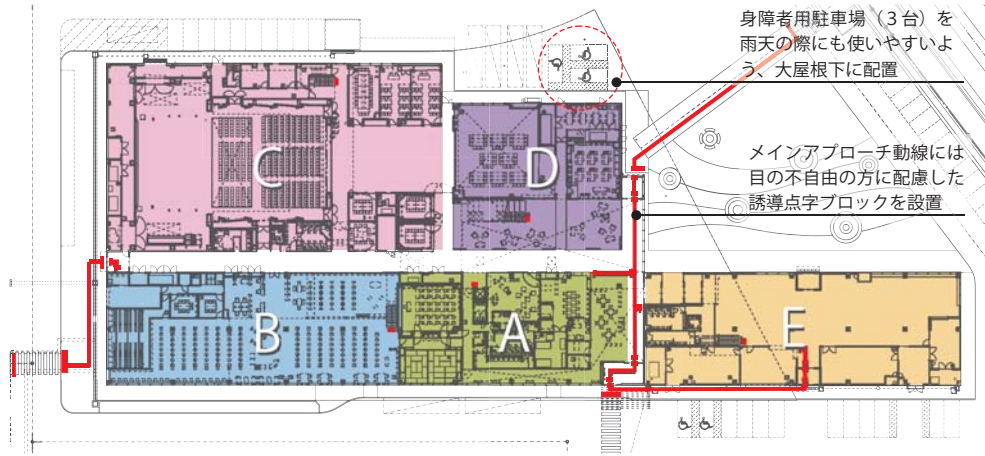 身障者用駐車場（３台）を
雨天の際にも使いやすいよ
う、大屋根下に配置
メインアプローチ動線には
目の不自由の方に配慮した
誘導点字ブロックを設置
C
D
B
A
E